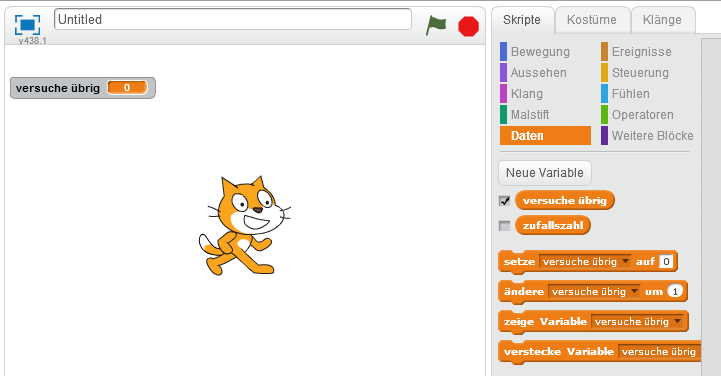 Untitled
v438.1
versuche übrig 0
Skripte Kostüme Klänge
Bewegung Ereignisse
Aussehen Steuerung
Klang Fühlen
Malstift Operatoren
Daten Weitere Blöcke
Neue Variable
versuche übrig
zufallszahl
setze versuche übrig auf 0
ändere versuche übrig um 1
zeige Variable versuche übrig
verstecke Variable versuche übrig